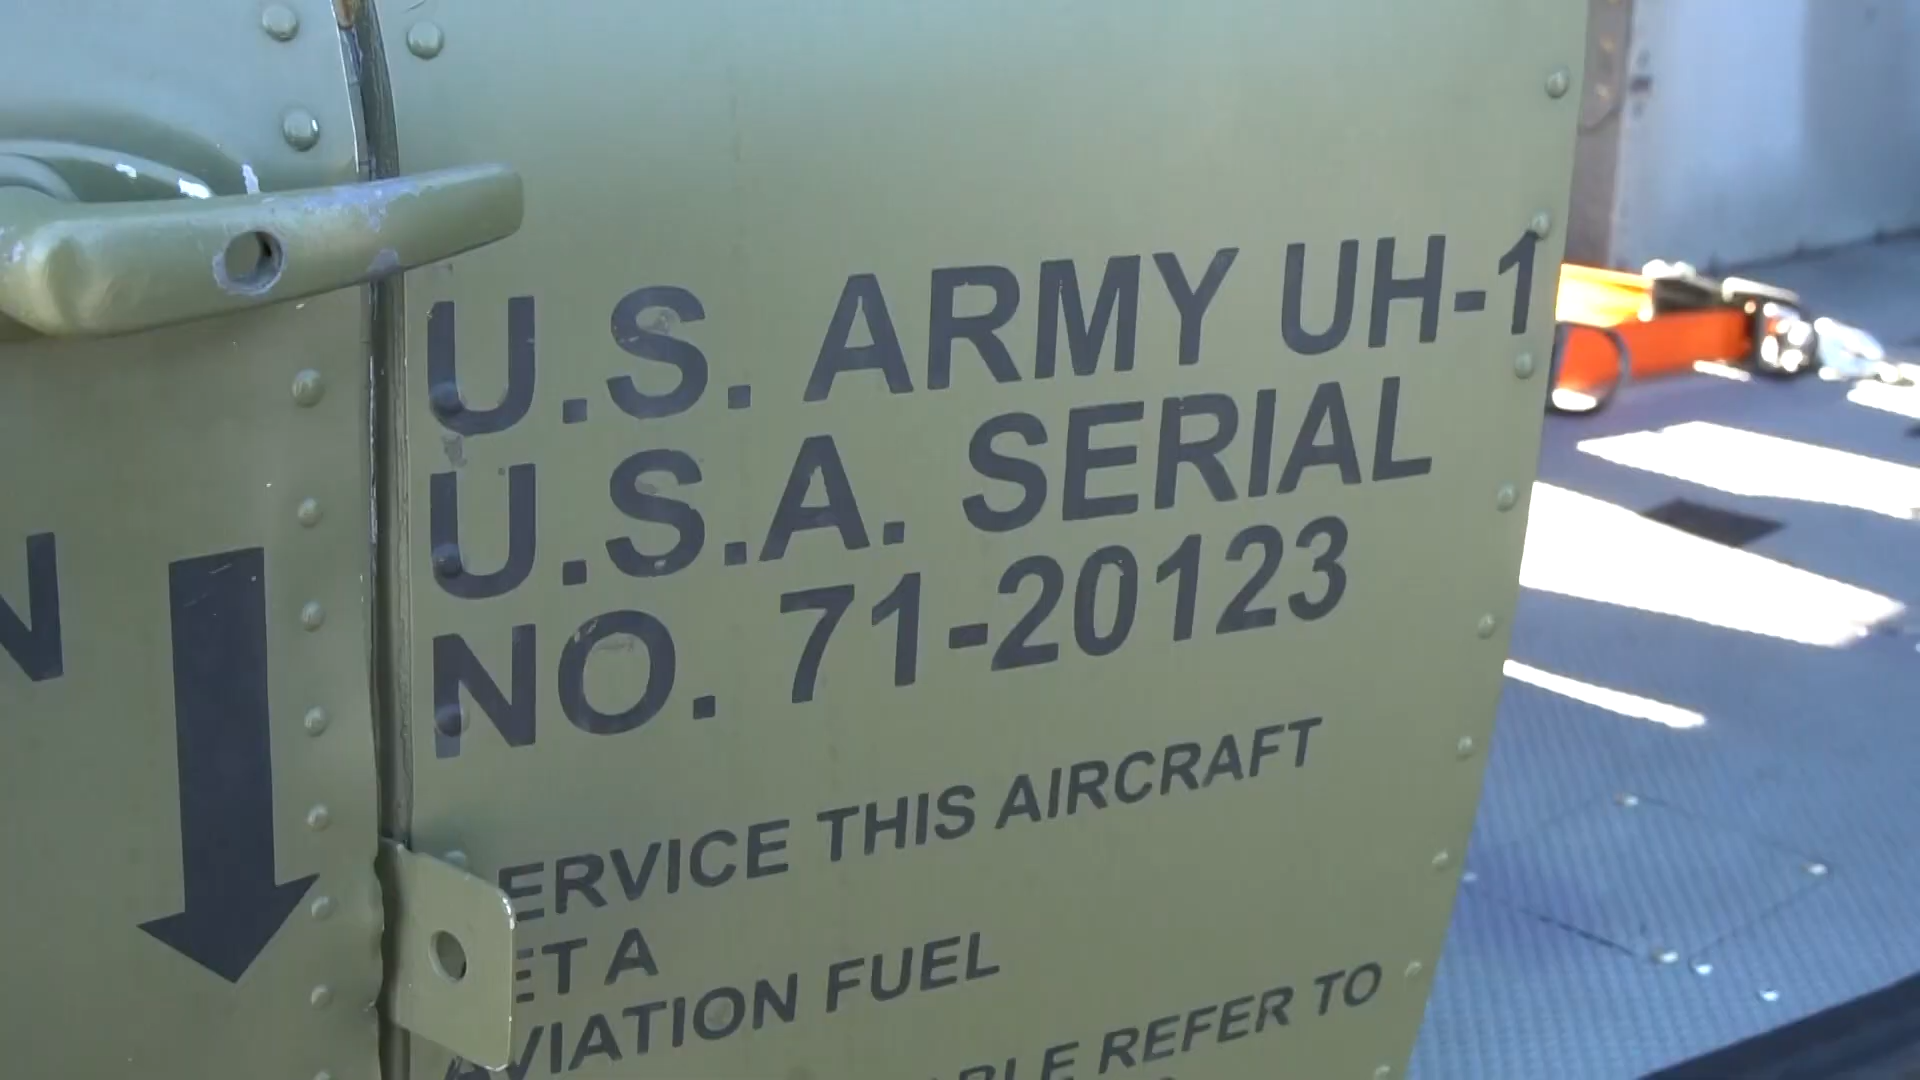 U.S. ARMY UH-1
U.S.A. SERIAL
NO. 71-20123
ERVICE THIS AIRCRAFT
ET A
AVIATION FUEL
REFER TO
N